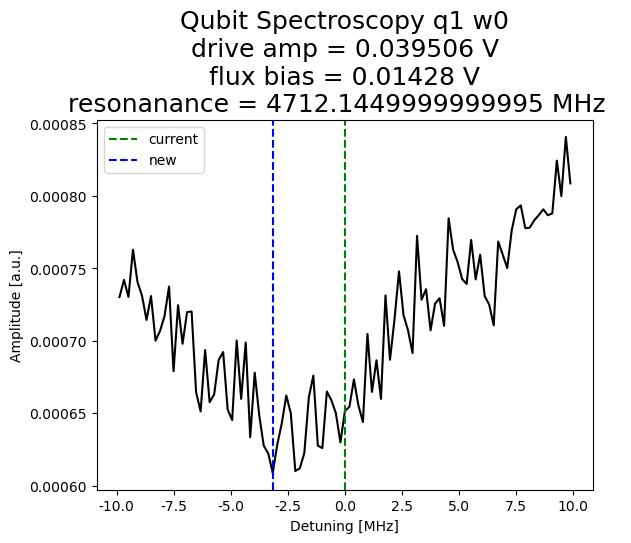 Qubit Spectroscopy q1 w0
drive amp = 0.039506 V
flux bias = 0.01428 V
resonanance = 4712.1449999999995 MHz
0.00085
0.00080
0.00075
0.00070
0.00065
0.00060
Amplitude [a.u.]
current
new
-10.0 -7.5 -5.0 -2.5 0.0 2.5 5.0 7.5 10.0
Detuning [MHz]